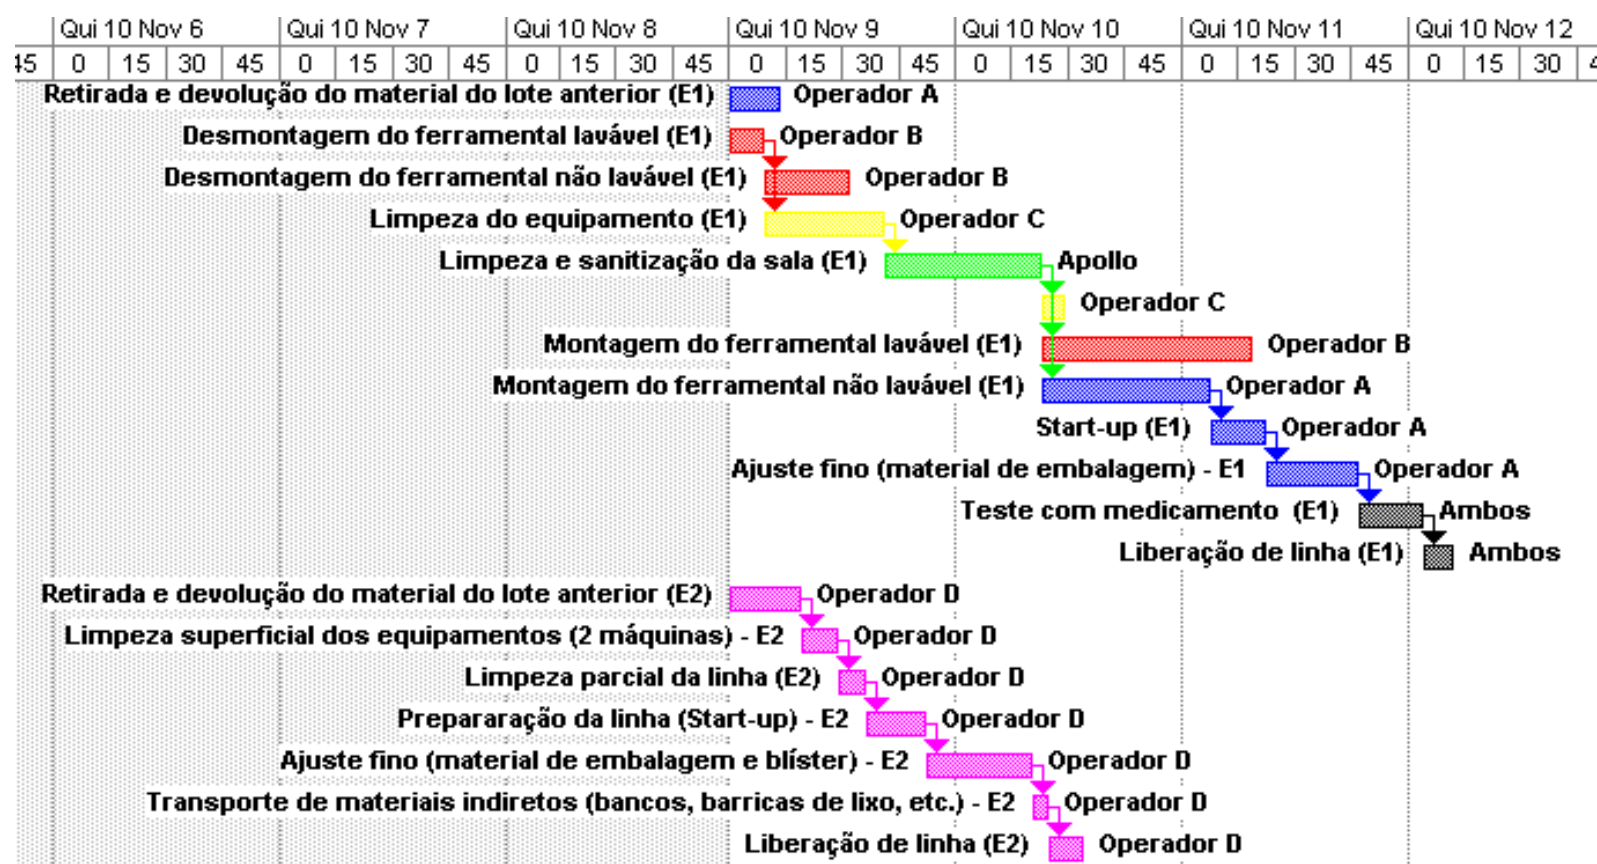 Qui 10 Nov 6 Qui 10 Nov 7 Qui 10 Nov 8 Qui 10 Nov 9 Qui 10 Nov 10 Qui 10 Nov 11 Qui 10 Nov 12
45 0 15 30 45 0 15 30 45 0 15 30 45 0 15 30 45 0 15 30 45 0 15 30 45 0 15 30 4
Retirada e devolução do material do lote anterior (E1) Operador A
Desmontagem do ferramental lavável (E1) Operador B
Desmontagem do ferramental não lavável (E1) Operador B
Limpeza do equipamento (E1) Operador C
Limpeza e sanitização da sala (E1) Apollo
Operador C
Montagem do ferramental lavável (E1) Operador B
Montagem do ferramental não lavável (E1) Operador A
Start-up (E1) Operador A
Ajuste fino (material de embalagem) - E1 Operador A
Teste com medicamento (E1) Ambos
Liberação de linha (E1) Ambos
Retirada e devolução do material do lote anterior (E2) Operador D
Limpeza superficial dos equipamentos (2 máquinas) - E2 Operador D
Limpeza parcial da linha (E2) Operador D
Prepararação da linha (Start-up) - E2 Operador D
Ajuste fino (material de embalagem e blíster) - E2 Operador D
Transporte de materiais indiretos (bancos, barricas de lixo, etc.) - E2 Operador D
Liberação de linha (E2) Operador D